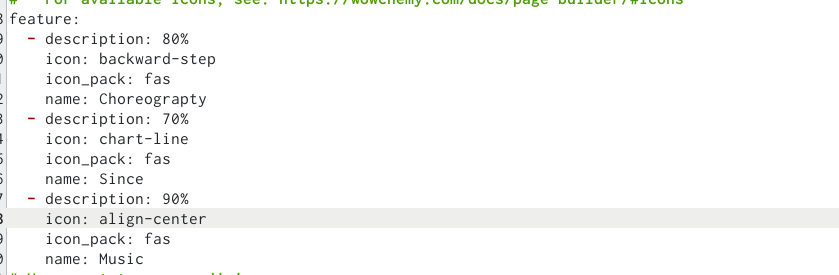 # For available icons, see: https://wowchemy.com/docs/page-builder/#icons
feature:
- description: 80%
icon: backward-step
icon_pack: fas
name: Choreograpty
- description: 70%
icon: chart-line
icon_pack: fas
name: Since
- description: 90%
icon: align-center
icon_pack: fas
name: Music